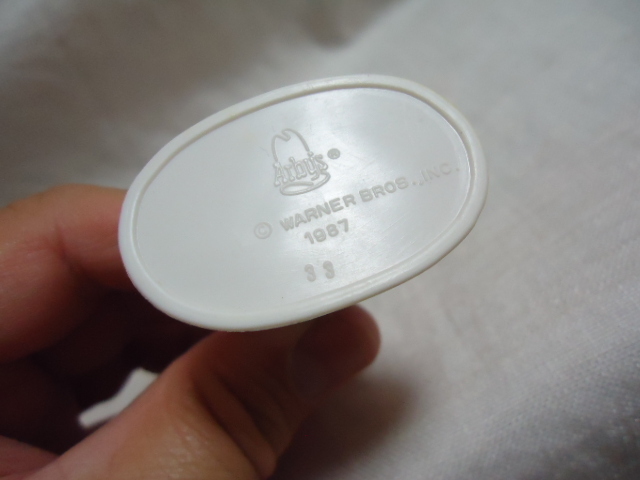 Arby's®
© WARNER BROS., INC.
1987
33